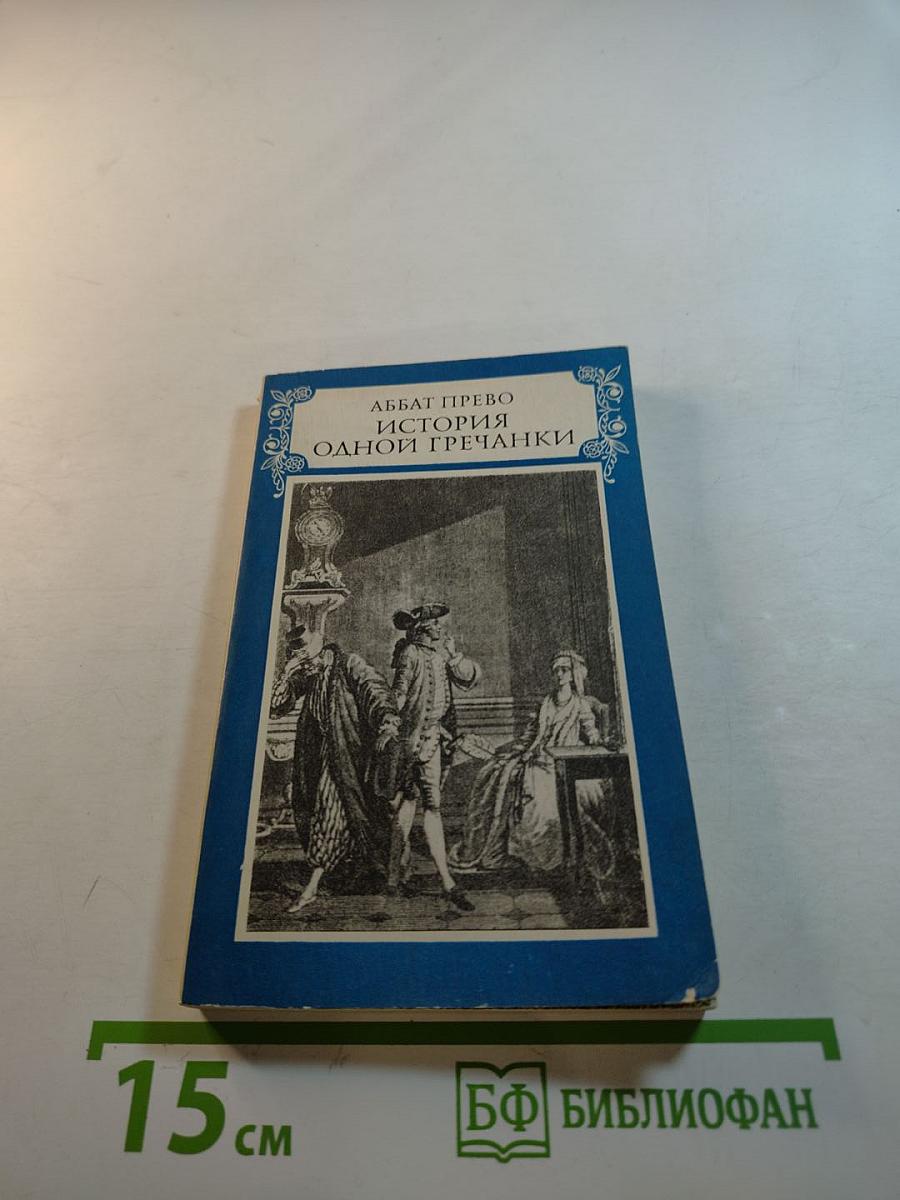 АББАТ ПРЕВО
ИСТОРИЯ
ОДНОЙ ГРЕЧАНКИ
15 см
БФ БИБЛИОФАН